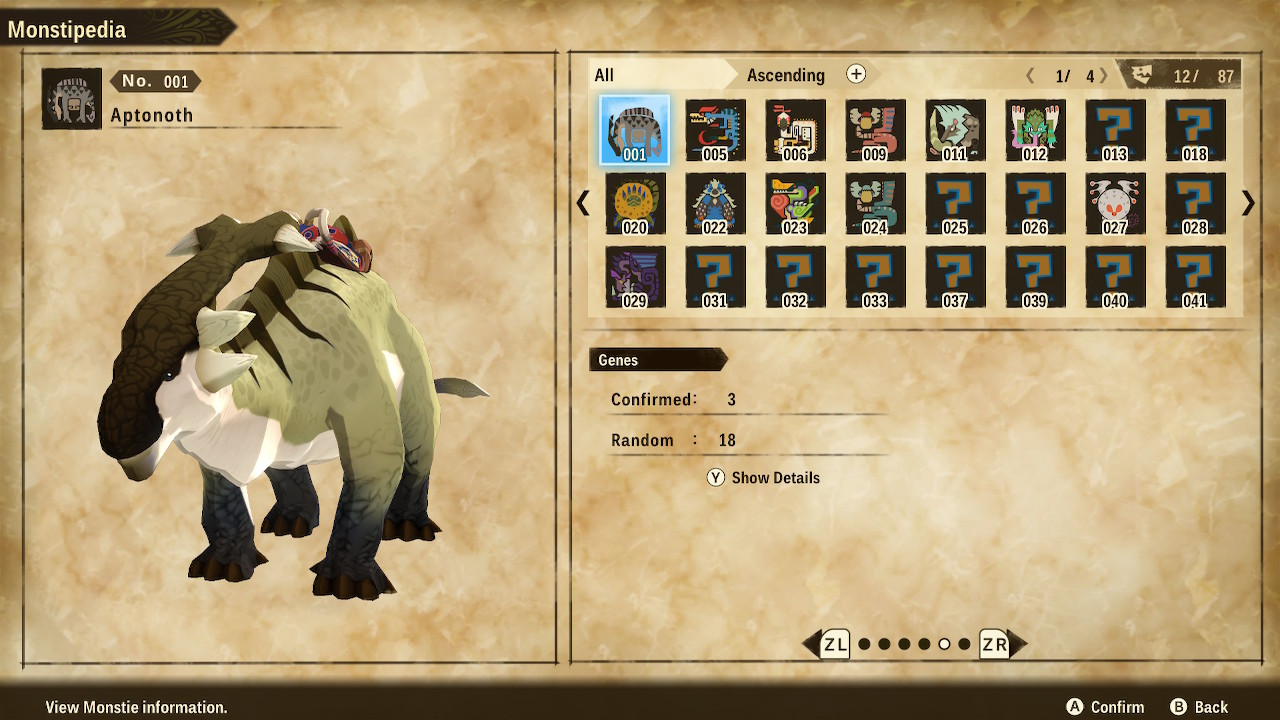 Monstipedia
No. 001
Aptonoth
All
Ascending
1/ 4
12/ 87
001 005 006 009 011 012 013 018
020 022 023 024 025 026 027 028
029 031 032 033 037 039 040 041
Genes
Confirmed: 3
Random : 18
Y Show Details
ZL ZR
View Monstie information.
A Confirm B Back